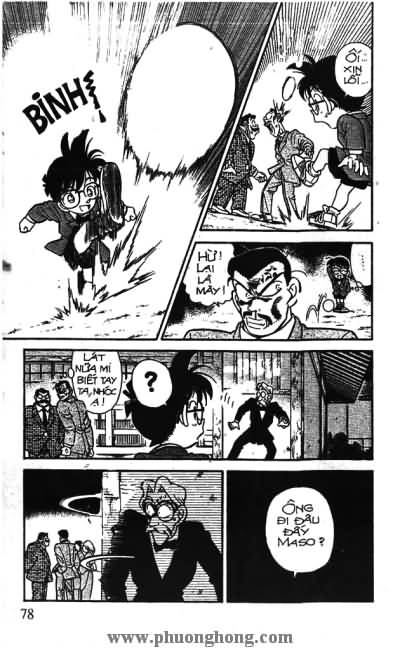 BÌNH
ỐI...
XIN
LỖI...
HỪ!
LẠI
LÀ
MÀY!
LÁT
NỮA MI
BIẾT TAY
TA, NHÓC
Ạ!
?
ÔNG
ĐI ĐÂU
ĐẤY
MASO?
78
www.phuonghong.com